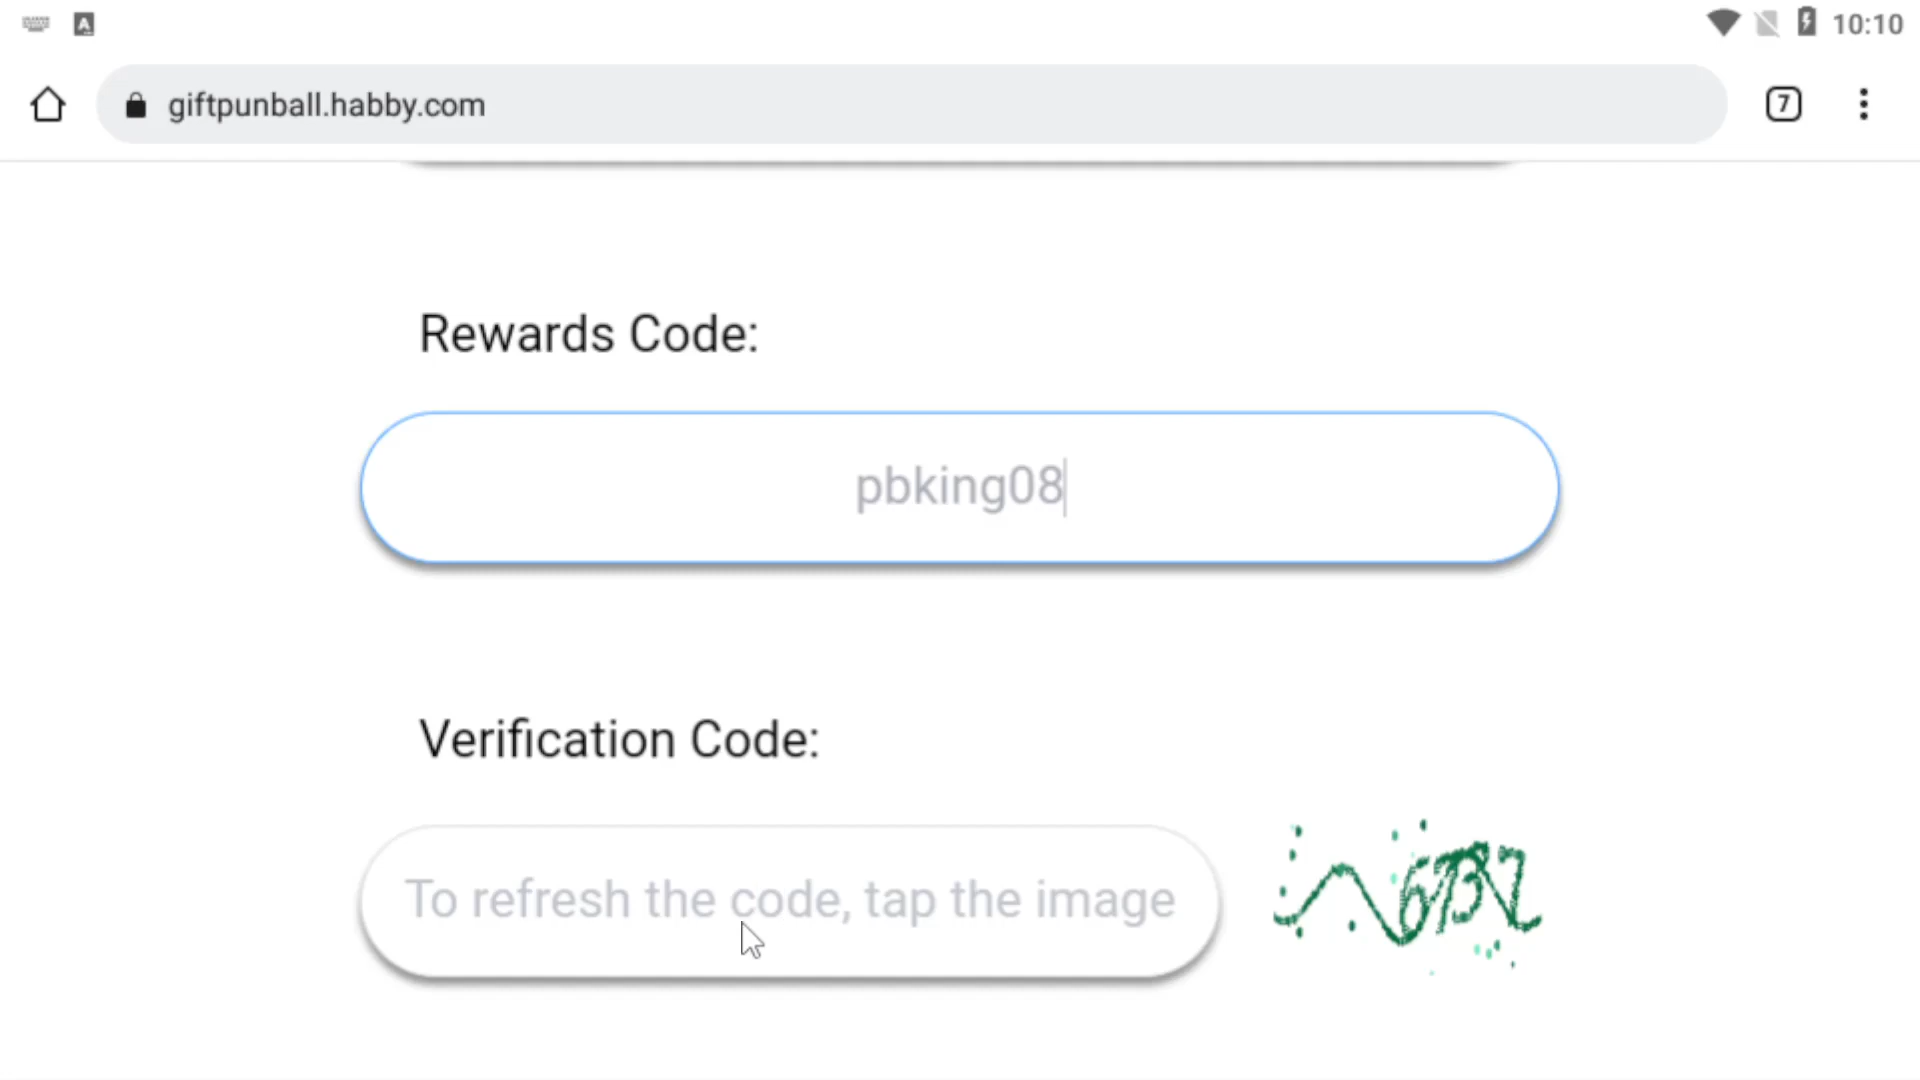 10:10
giftpunball.habby.com
7
Rewards Code:
pbking08
Verification Code:
To refresh the code, tap the image